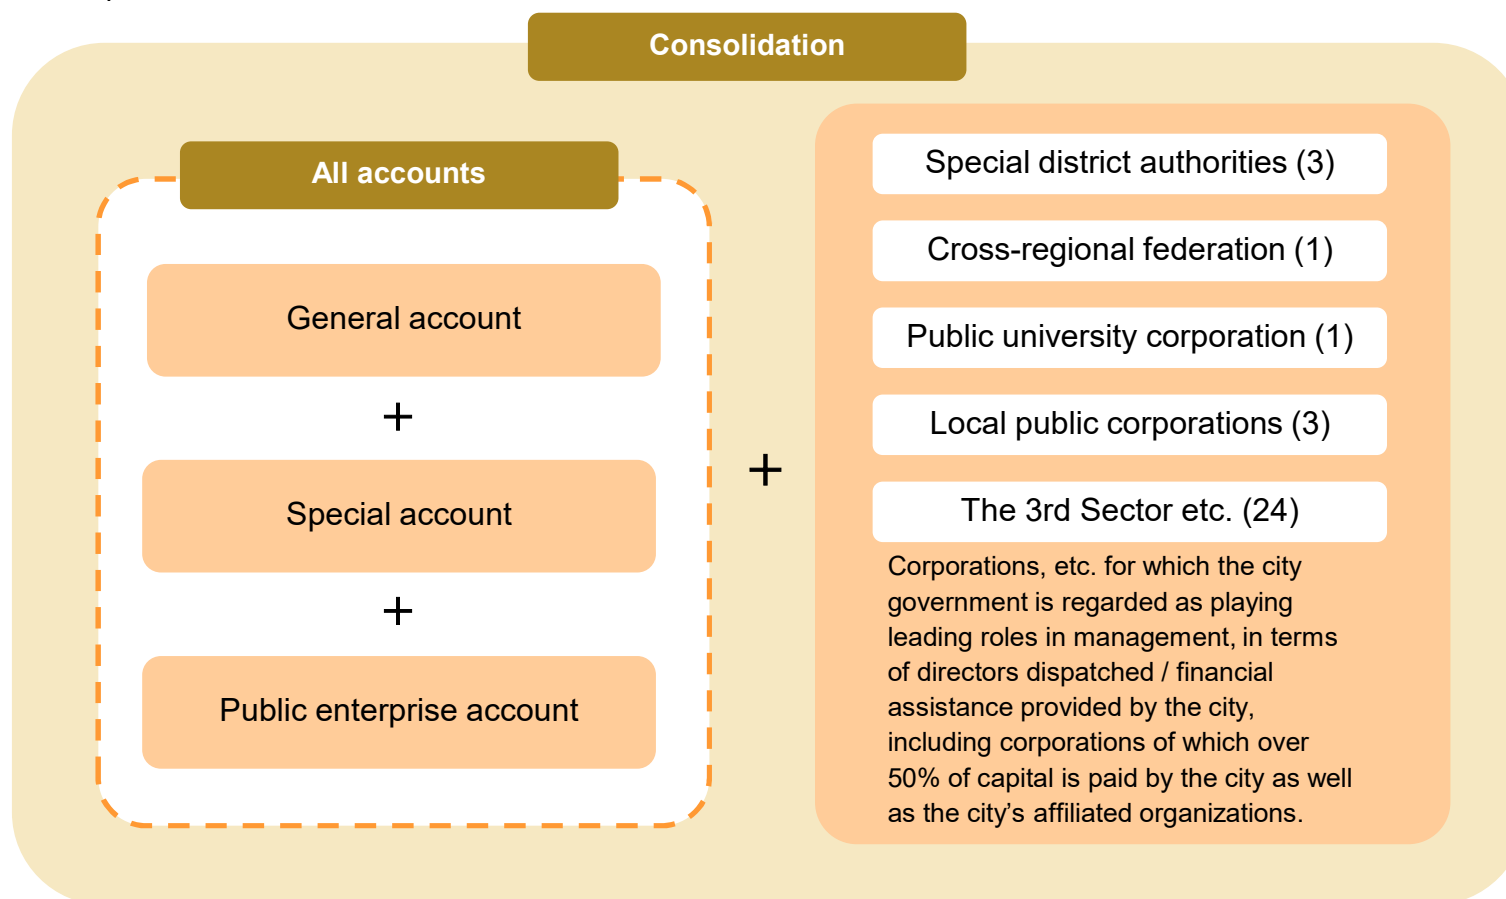 Consolidation
All accounts
General account
+
Special account
+
Public enterprise account
+
Special district authorities (3)
Cross-regional federation (1)
Public university corporation (1)
Local public corporations (3)
The 3rd Sector etc. (24)
Corporations, etc. for which the city
government is regarded as playing
leading roles in management, in terms
of directors dispatched / financial
assistance provided by the city,
including corporations of which over
50% of capital is paid by the city as well
as the city’s affiliated organizations.